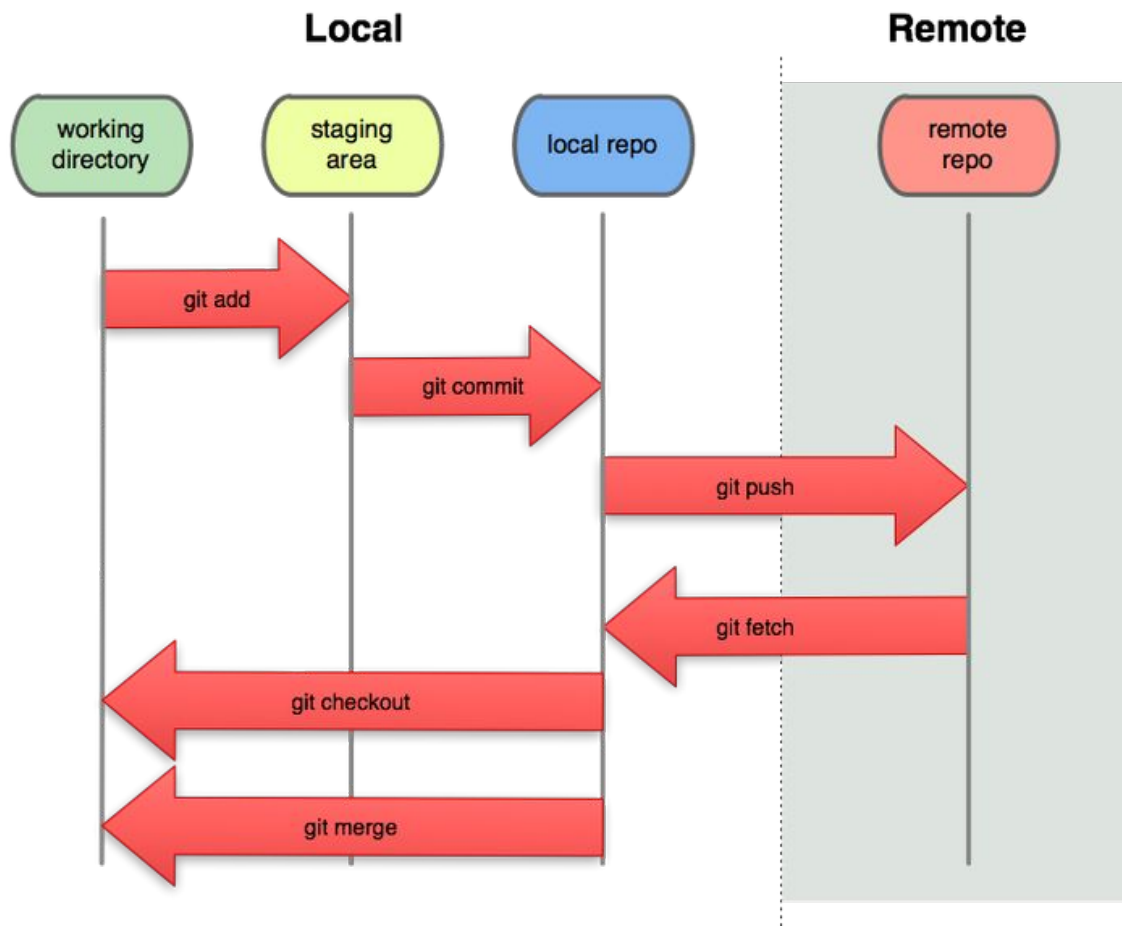 Local
Remote
working
directory
staging
area
local repo
remote
repo
git add
git commit
git push
git fetch
git checkout
git merge